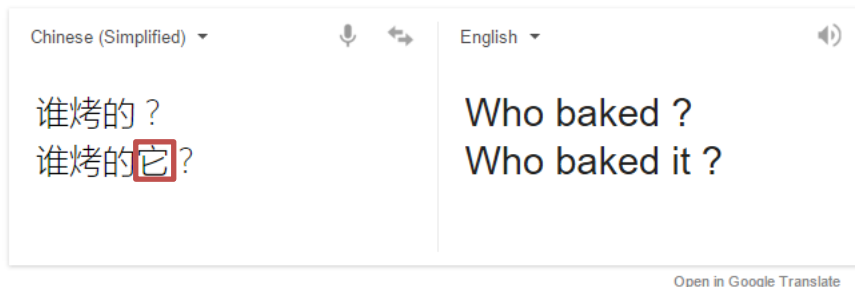 Chinese (Simplified)
English
谁烤的？
谁烤的它？
Who baked ?
Who baked it ?
Open in Google Translate